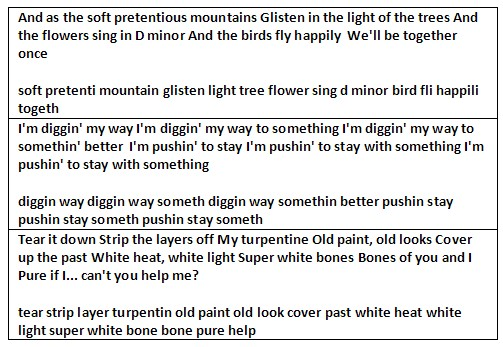 And as the soft pretentious mountains Glisten in the light of the trees And
the flowers sing in D minor And the birds fly happily  We'll be together
once
soft pretenti mountain glisten light tree flower sing d minor bird fli happili
togeth
I'm diggin' my way I'm diggin' my way to something I'm diggin' my way to
somethin' better  I'm pushin' to stay I'm pushin' to stay with something I'm
pushin' to stay with something
diggin way diggin way someth diggin way somethin better pushin stay
pushin stay someth pushin stay someth
Tear it down Strip the layers off My turpentine Old paint, old looks Cover
up the past White heat, white light Super white bones Bones of you and I
Pure if I... can't you help me?
tear strip layer turpentin old paint old look cover past white heat white
light super white bone bone pure help